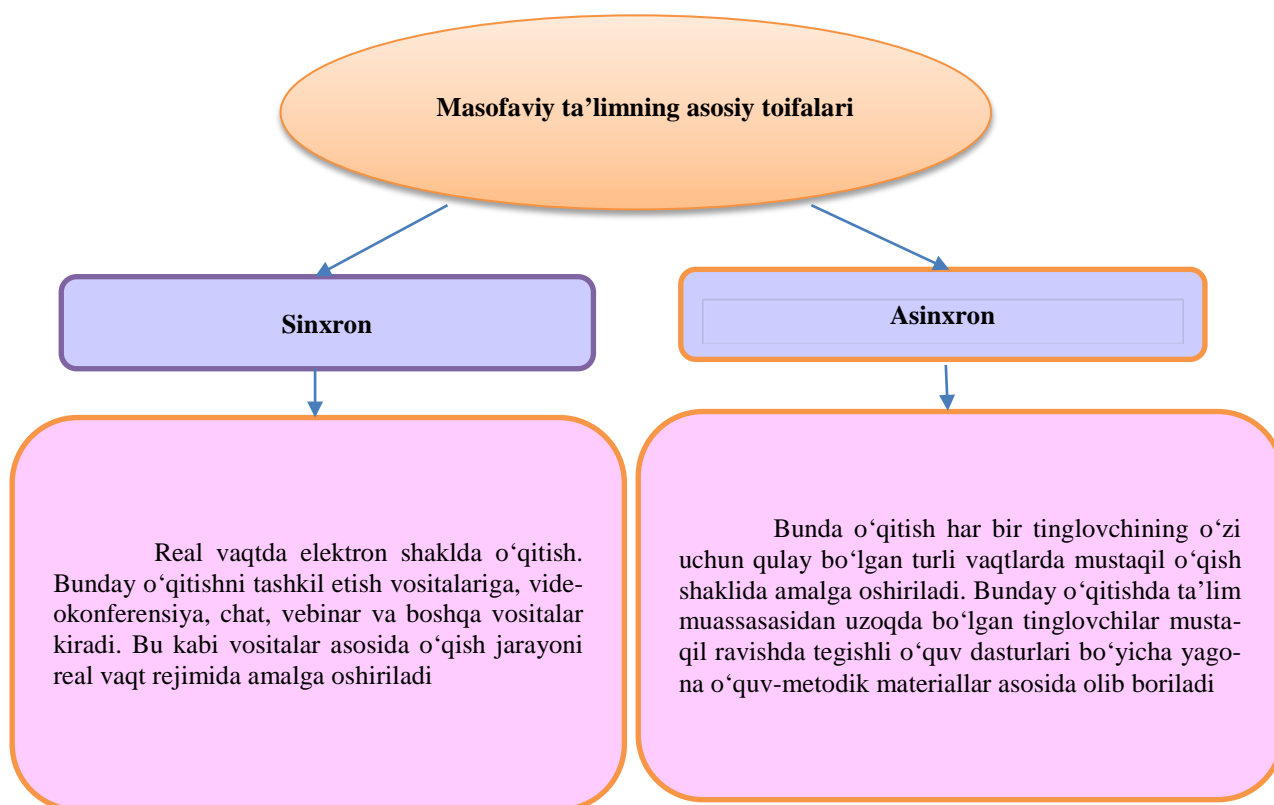 Masofaviy ta’limning asosiy toifalari
Sinxron
Asinxron
Real vaqtda elektron shaklda o‘qitish.
Bunday o‘qitishni tashkil etish vositalariga, vide-
okonferensiya, chat, vebinar va boshqa vositalar
kiradi. Bu kabi vositalar asosida o‘qish jarayoni
real vaqt rejimida amalga oshiriladi
Bunda o‘qitish har bir tinglovchining o‘zi
uchun qulay bo‘lgan turli vaqtlarda mustaqil o‘qish
shaklida amalga oshiriladi. Bunday o‘qitishda ta’lim
muassasasidan uzoqda bo‘lgan tinglovchilar musta-
qil ravishda tegishli o‘quv dasturlari bo‘yicha yago-
na o‘quv-metodik materiallar asosida olib boriladi